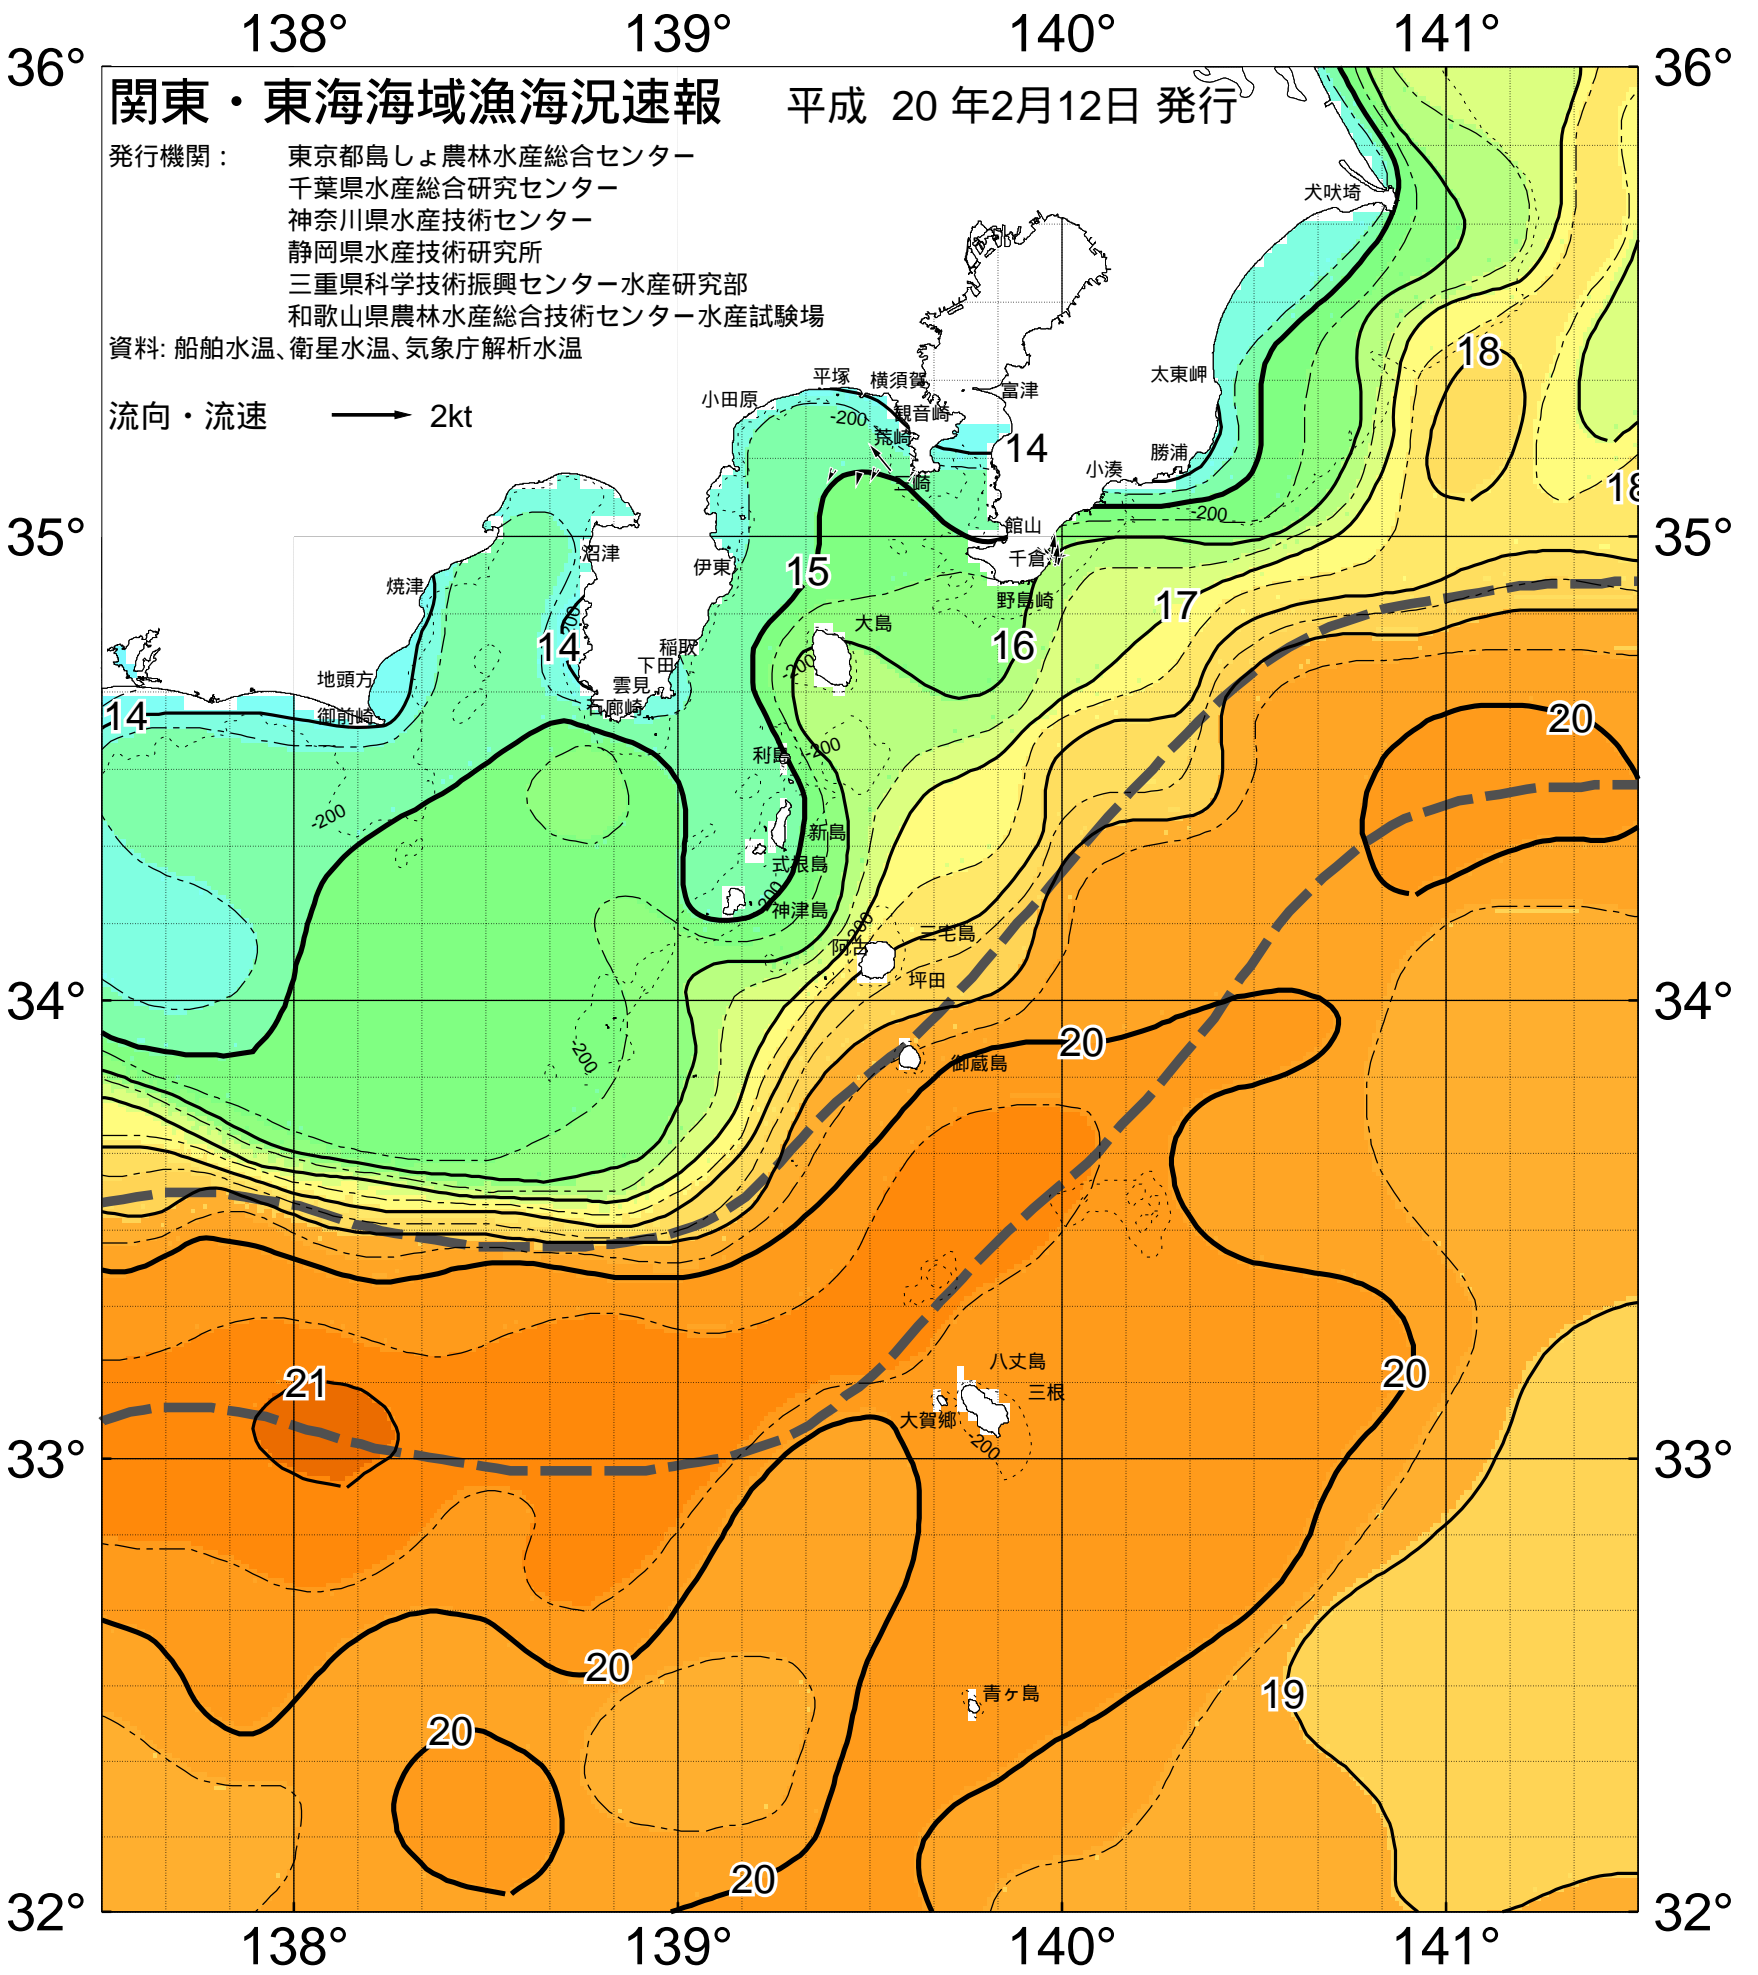 138° 139° 140° 141°
36° 36°
関東・東海海域漁海況速報 平成 20 年2月12日 発行
発行機関： 東京都島しょ農林水産総合センター
千葉県水産総合研究センター
神奈川県水産技術センター
静岡県水産技術研究所
三重県科学技術振興センター水産研究部
和歌山県農林水産総合技術センター水産試験場
資料: 船舶水温、衛星水温、気象庁解析水温
流向・流速 2kt
犬吠埼
18
太東岬
平塚 横須賀
小田原
富津
観音崎
-200
荒崎
14
勝浦
小湊
三崎
18
-200
館山
35° 35°
沼津
千倉
伊東
15
焼津
野島崎
17
-200
大島
14
16
稲取
下田
-200
地頭方
雲見
石廊崎
14
御前崎
20
利島
-200
-200
新島
式根島
-200
神津島
-200
三宅島
阿古
坪田
34° 34°
20
-200
御蔵島
八丈島
21
20
三根
大賀郷
-200
33° 33°
20
19
青ヶ島
20
20
32° 32°
138° 139° 140° 141°